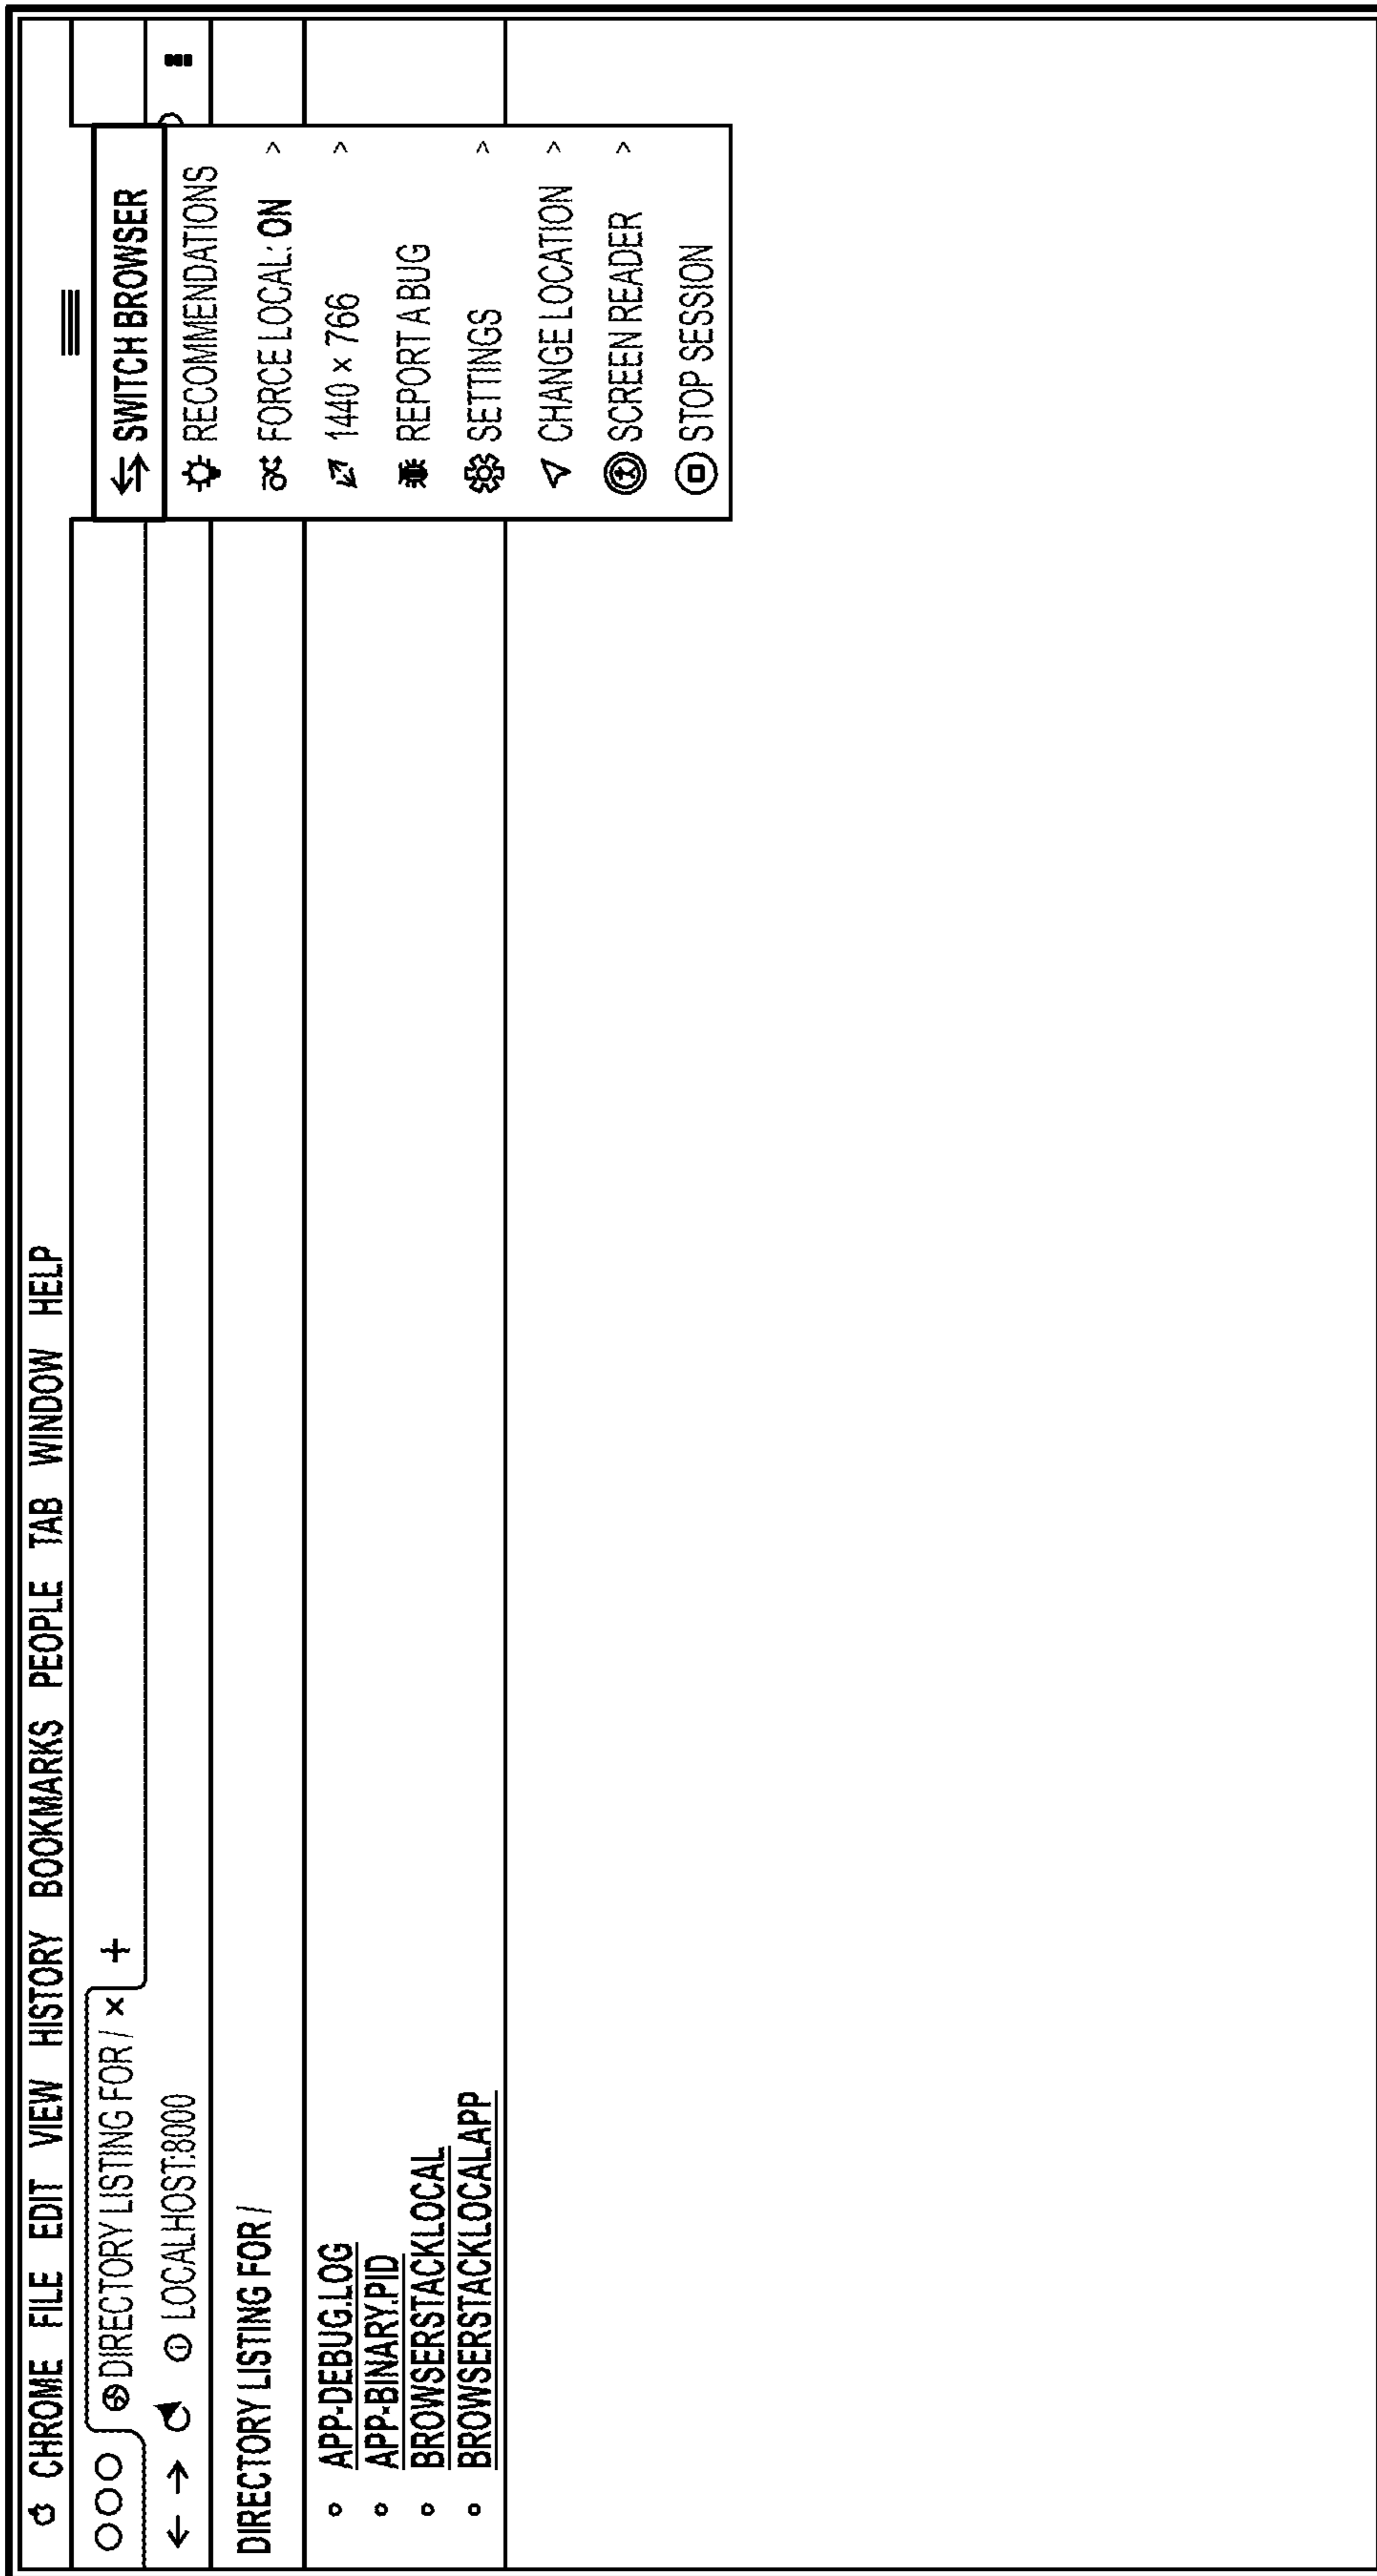 CHROME FILE EDIT VIEW HISTORY BOOKMARKS PEOPLE TAB WINDOW HELP
DIRECTORY LISTING FOR / × +
LOCALHOST:8000
DIRECTORY LISTING FOR /
APP-DEBUG.LOG
APP-BINARY.PID
BROWSERSTACKLOCAL
BROWSERSTACKLOCALAPP
SWITCH BROWSER
RECOMMENDATIONS
FORCE LOCAL: ON >
1440 × 766 >
REPORT A BUG
SETTINGS >
CHANGE LOCATION >
SCREEN READER >
STOP SESSION